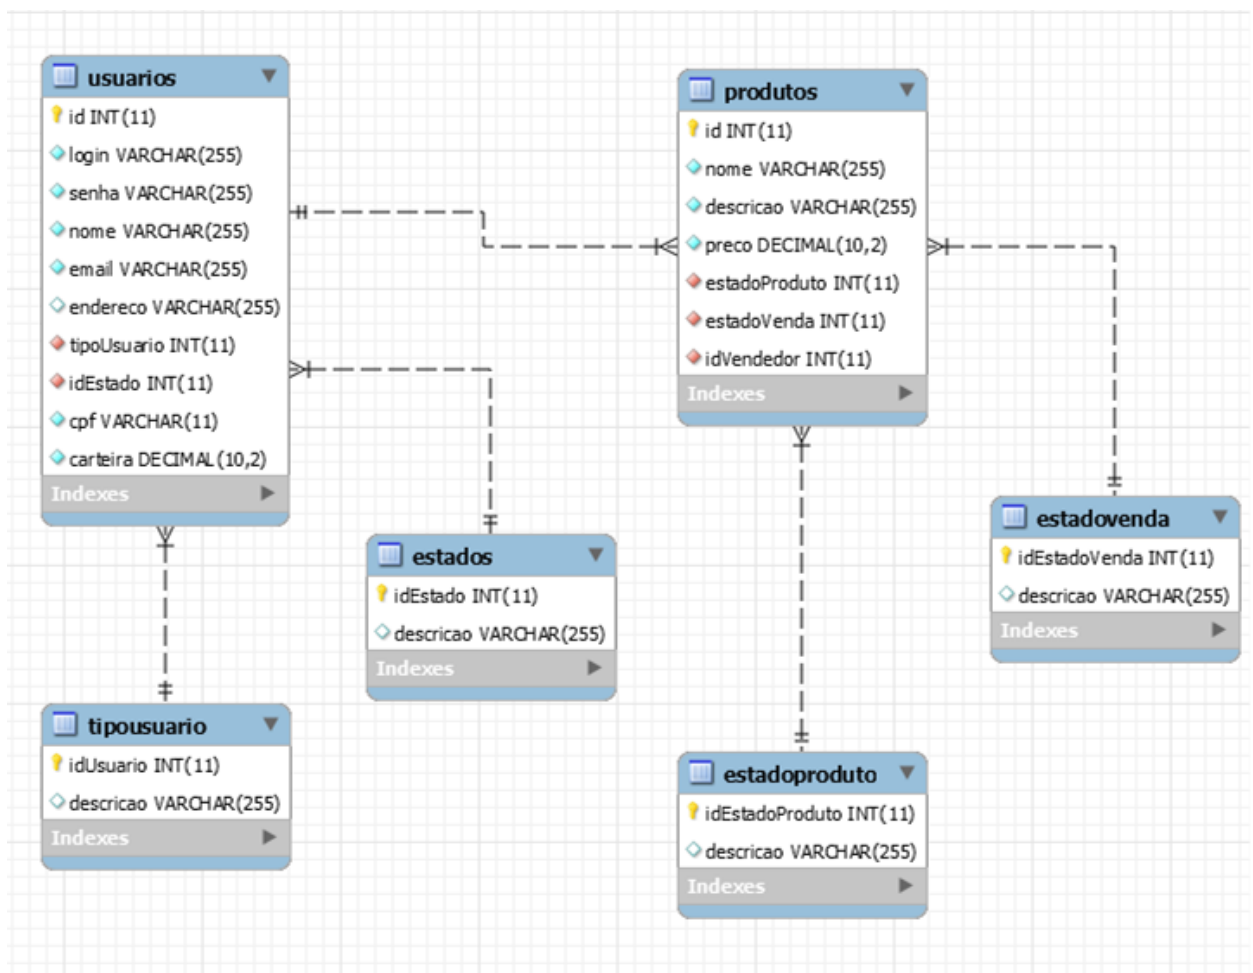 usuarios
id INT(11)
login VARCHAR(255)
senha VARCHAR(255)
nome VARCHAR(255)
email VARCHAR(255)
endereco VARCHAR(255)
tipoUsuario INT(11)
idEstado INT(11)
cpf VARCHAR(11)
carteira DECIMAL(10,2)
Indexes
produtos
id INT(11)
nome VARCHAR(255)
descricao VARCHAR(255)
preco DECIMAL(10,2)
estadoProduto INT(11)
estadoVenda INT(11)
idVendedor INT(11)
Indexes
estados
idEstado INT(11)
descricao VARCHAR(255)
Indexes
estadovenda
idEstadoVenda INT(11)
descricao VARCHAR(255)
Indexes
tipousuario
idUsuario INT(11)
descricao VARCHAR(255)
Indexes
estadoproduto
idEstadoProduto INT(11)
descricao VARCHAR(255)
Indexes